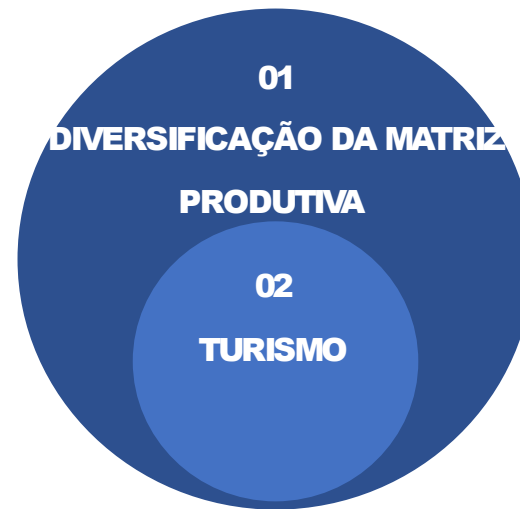 01
DIVERSIFICAÇÃO DA MATRIZ
PRODUTIVA
02
TURISMO